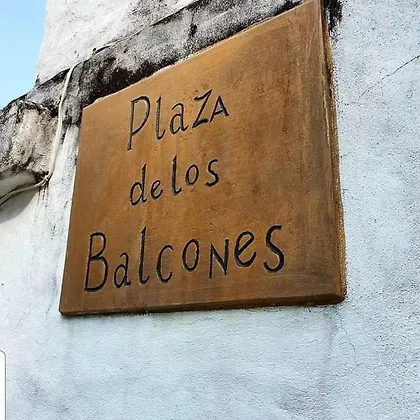 Plaza
de los
Balcones